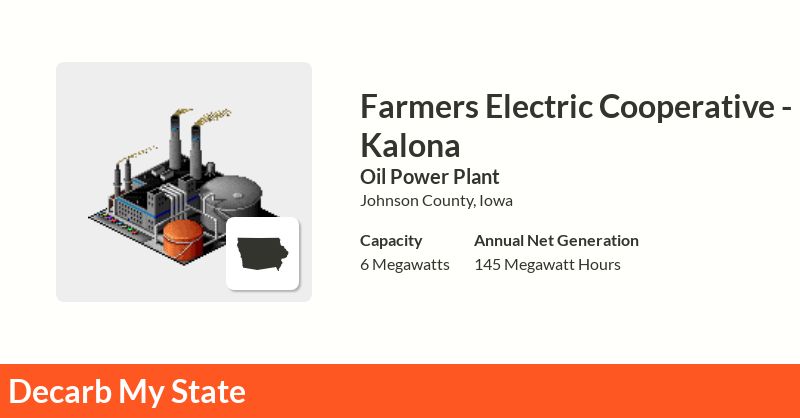 Farmers Electric Cooperative -
Kalona
Oil Power Plant
Johnson County, Iowa
Capacity Annual Net Generation
6 Megawatts 145 Megawatt Hours
Decarb My State